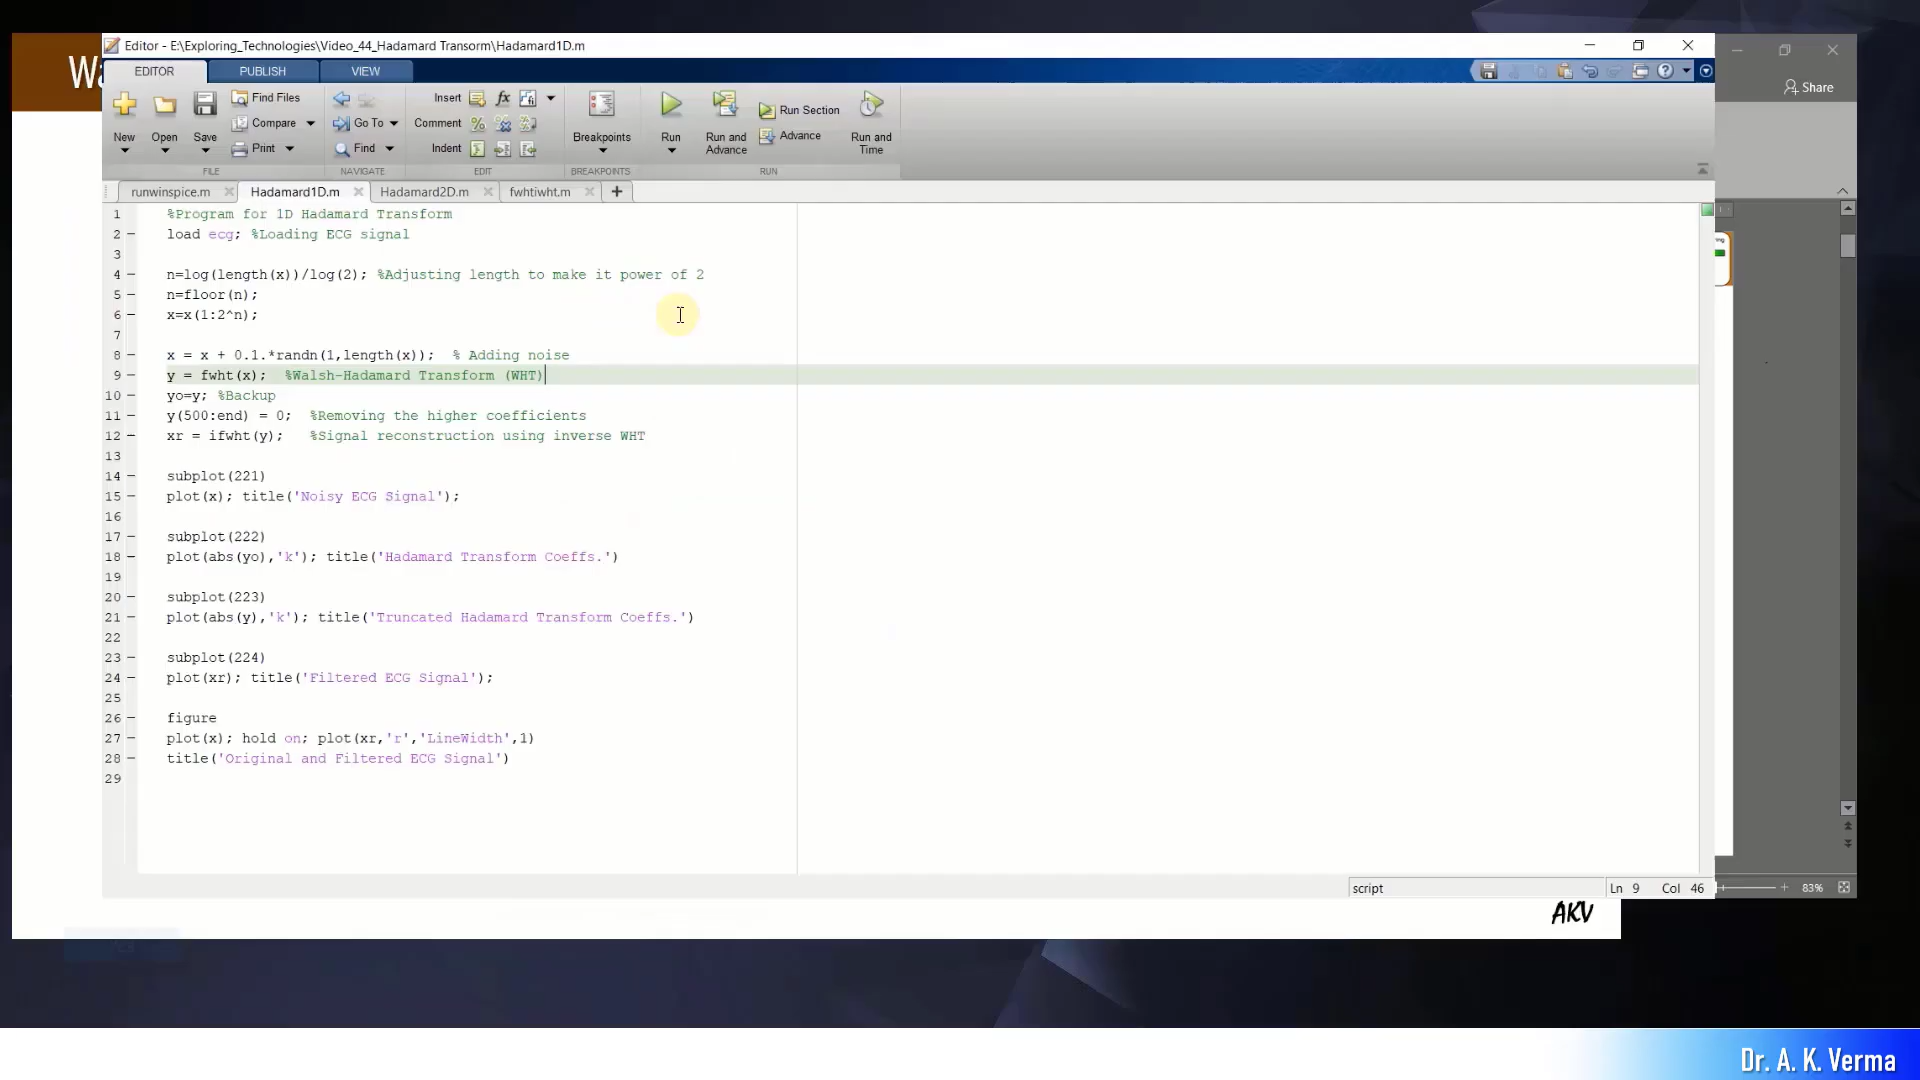 Wa
Editor - E:\Exploring_Technologies\Video_44_Hadamard Transorm\Hadamard1D.m
EDITOR PUBLISH VIEW
Share
New
Open
Save
Find Files
Compare
Print
FILE
Go To
Find
NAVIGATE
Insert
Comment
Indent
EDIT
Breakpoints
BREAKPOINTS
Run
Run and
Advance
Run Section
Advance
Run and
Time
RUN
runwinspice.m Hadamard1D.m Hadamard2D.m fwhtiwht.m
1 %Program for 1D Hadamard Transform
2 load ecg; %Loading ECG signal
3
4 n=log(length(x))/log(2); %Adjusting length to make it power of 2
5 n=floor(n);
6 x=x(1:2^n);
7
8 x = x + 0.1.*randn(1,length(x)); % Adding noise
9 y = fwht(x); %Walsh-Hadamard Transform (WHT)
10 yo=y; %Backup
11 y(500:end) = 0; %Removing the higher coefficients
12 xr = ifwht(y); %Signal reconstruction using inverse WHT
13
14 subplot(221)
15 plot(x); title('Noisy ECG Signal');
16
17 subplot(222)
18 plot(abs(yo),'k'); title('Hadamard Transform Coeffs.')
19
20 subplot(223)
21 plot(abs(y),'k'); title('Truncated Hadamard Transform Coeffs.')
22
23 subplot(224)
24 plot(xr); title('Filtered ECG Signal');
25
26 figure
27 plot(x); hold on; plot(xr,'r','LineWidth',1)
28 title('Original and Filtered ECG Signal')
29
script Ln 9 Col 46
83%
AKV
Dr. A. K. Verma